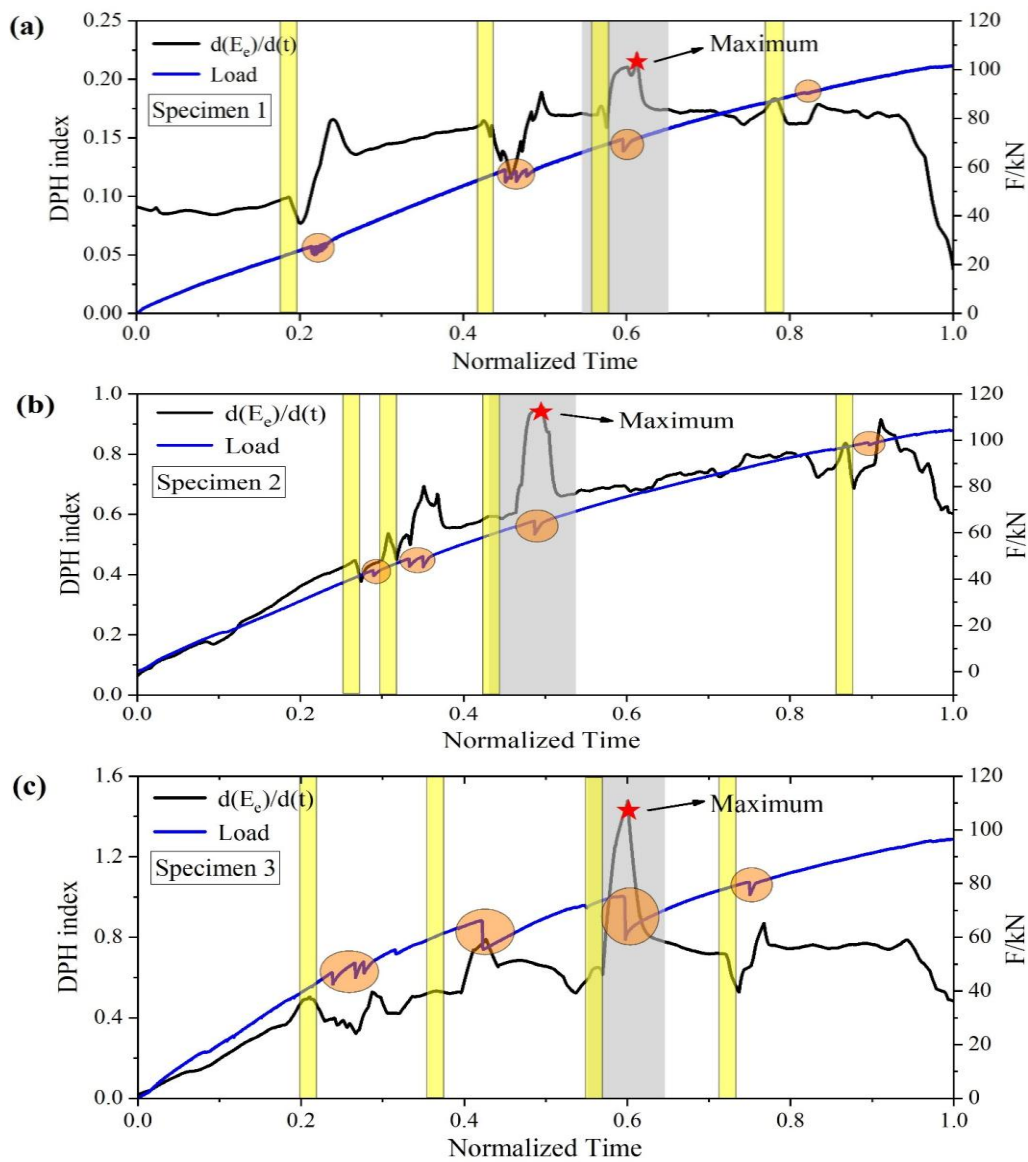 (a)
0.25
0.20
0.15
0.10
0.05
0.00
DPH index
d(Ee)/d(t)
Load
Specimen 1
Maximum
120
100
80
60
40
20
0
F/kN
0.0 0.2 0.4 0.6 0.8 1.0
Normalized Time
(b)
1.0
0.8
0.6
0.4
0.2
0.0
DPH index
d(Ee)/d(t)
Load
Specimen 2
Maximum
120
100
80
60
40
20
0
F/kN
0.0 0.2 0.4 0.6 0.8 1.0
Normalized Time
(c)
1.6
1.2
0.8
0.4
0.0
DPH index
d(Ee)/d(t)
Load
Specimen 3
Maximum
120
100
80
60
40
20
0
F/kN
0.0 0.2 0.4 0.6 0.8 1.0
Normalized Time